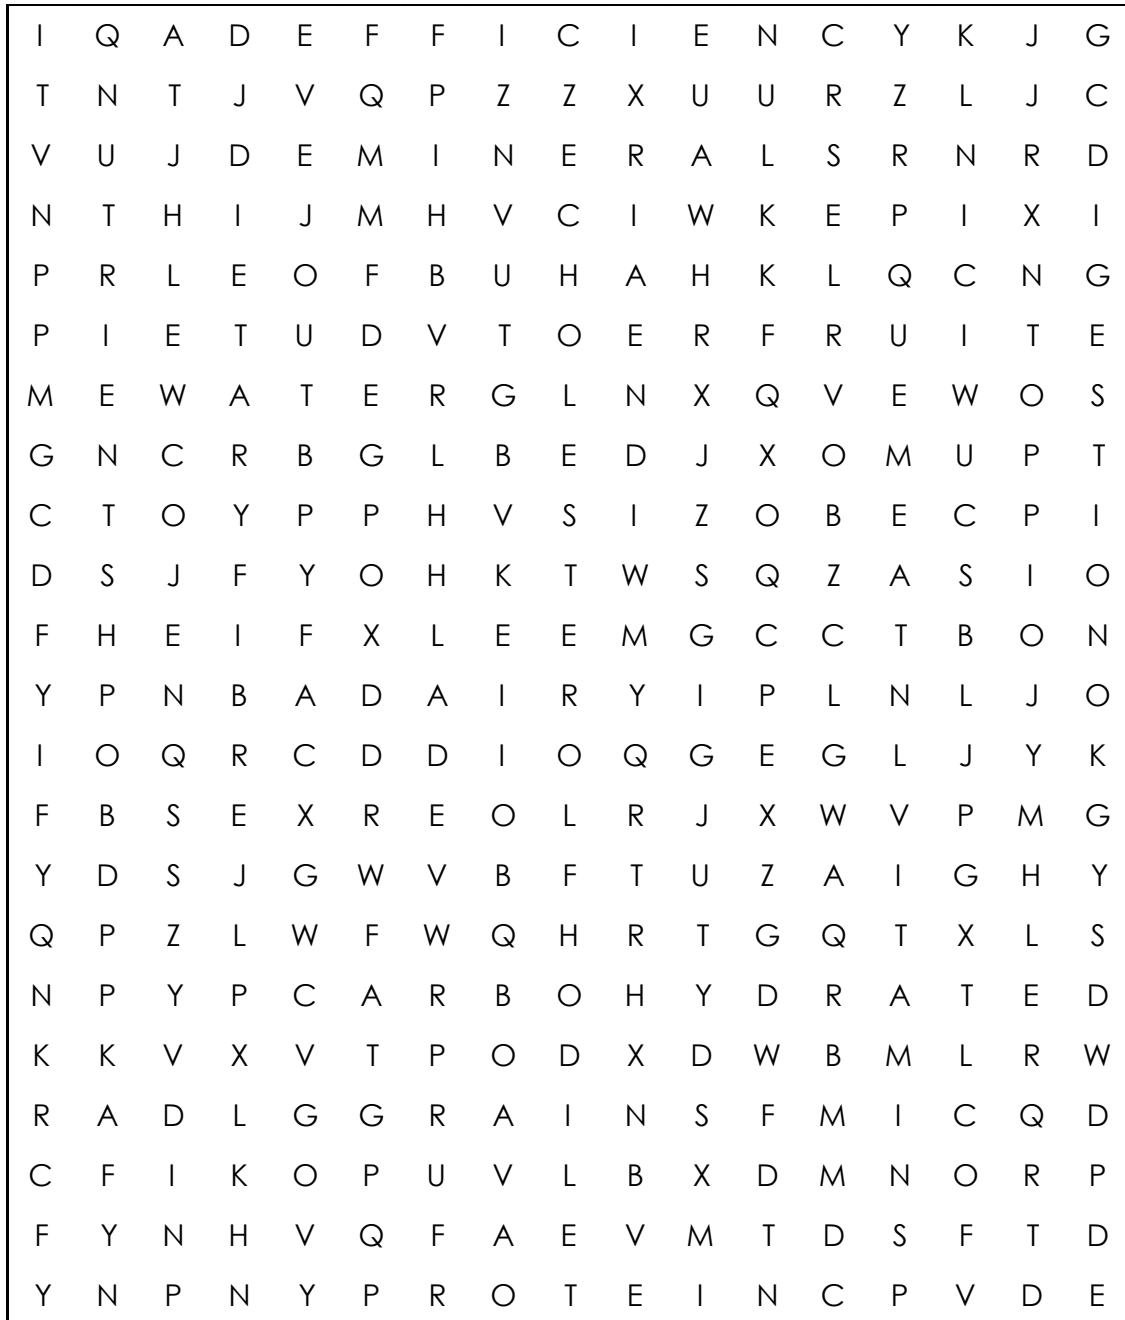 I Q A D E F F I C I E N C Y K J G
T N T J V Q P Z Z X U U R Z L J C
V U J D E M I N E R A L S R N R D
N T H I J M H V C I W K E P I X I
P R L E O F B U H A H K L Q C N G
P I E T U D V T O E R F R U I T E
M E W A T E R G L N X Q V E W O S
G N C R B G L B E D J X O M U P T
C T O Y P P H V S I Z O B E C P I
D S J F Y O H K T W S Q Z A S I O
F H E I F X L E E M G C C T B O N
Y P N B A D A I R Y I P L N L J O
I O Q R C D D I O Q G E G L J Y K
F B S E X R E O L R J X W V P M G
Y D S J G W V B F T U Z A I G H Y
Q P Z L W F W Q H R T G Q T X L S
N P Y P C A R B O H Y D R A T E D
K K V X V T P O D X D W B M L R W
R A D L G G R A I N S F M I C Q D
C F I K O P U V L B X D M N O R P
F Y N H V Q F A E V M T D S F T D
Y N P N Y P R O T E I N C P V D E